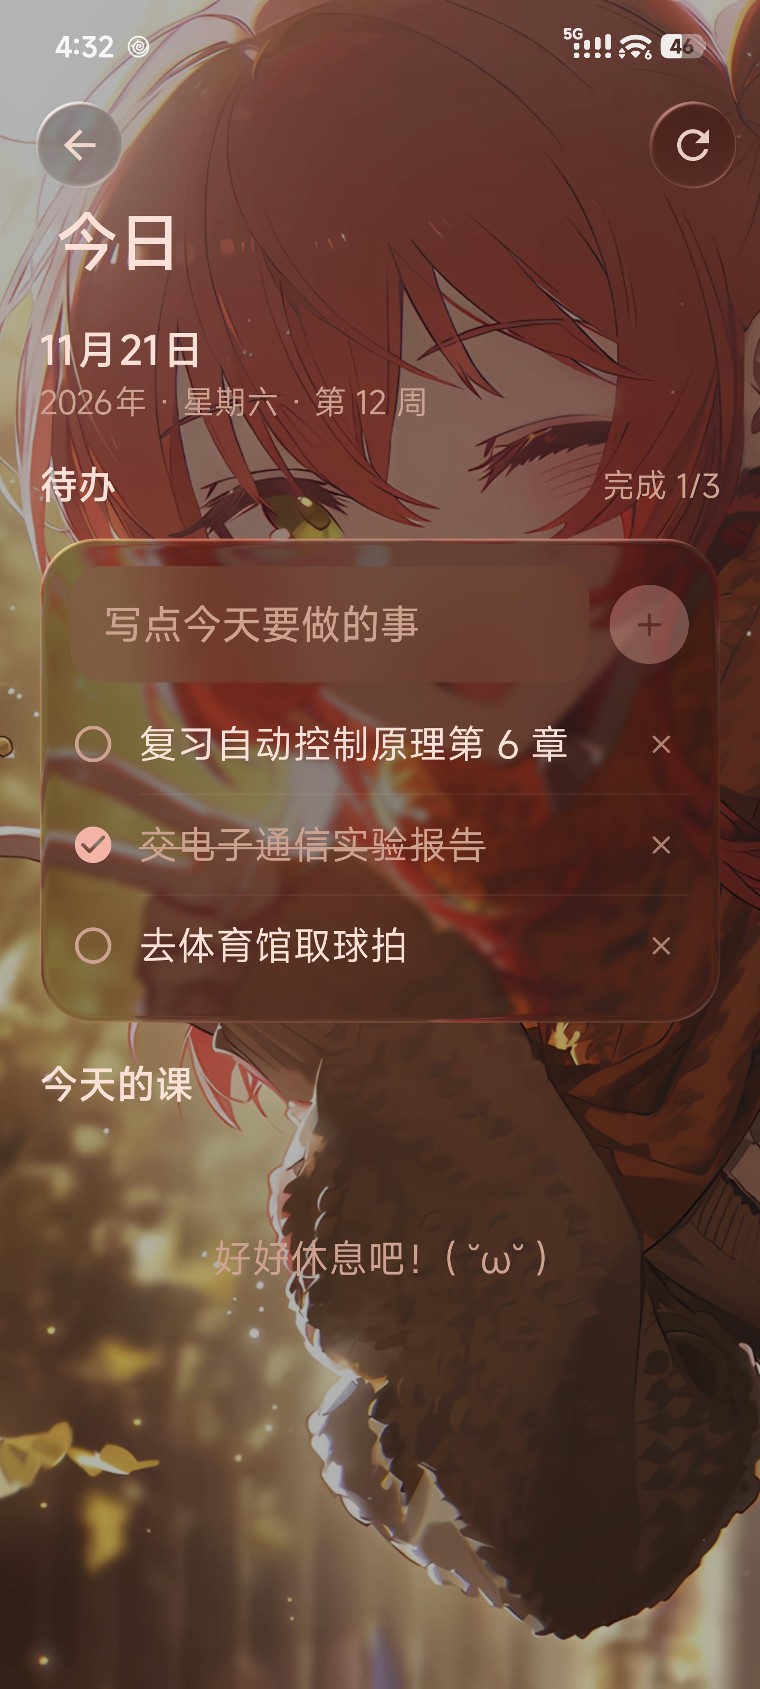 4:32
5G
6
46
今日
11月21日
2026年 · 星期六 · 第 12 周
待办
完成 1/3
写点今天要做的事
复习自动控制原理第 6 章
交电子通信实验报告
去体育馆取球拍
今天的课
好好休息吧！( ˘ω˘ )